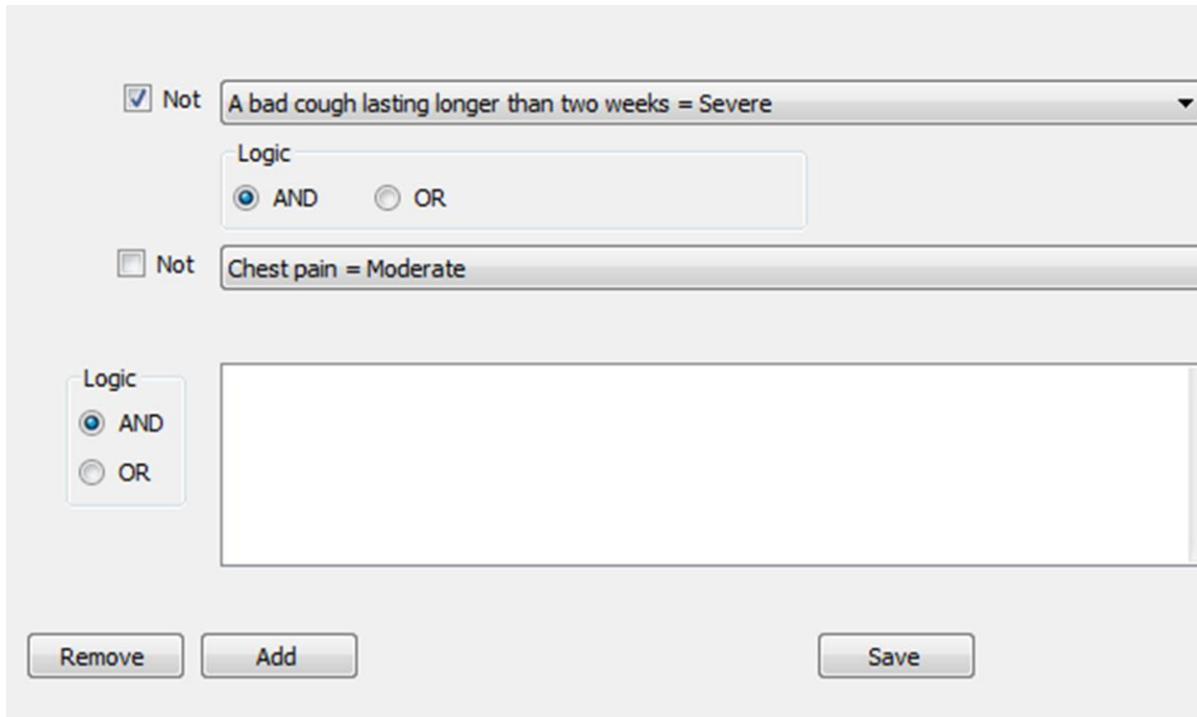 Not A bad cough lasting longer than two weeks = Severe
Logic
AND OR
Not Chest pain = Moderate
Logic
AND
OR
Remove Add Save